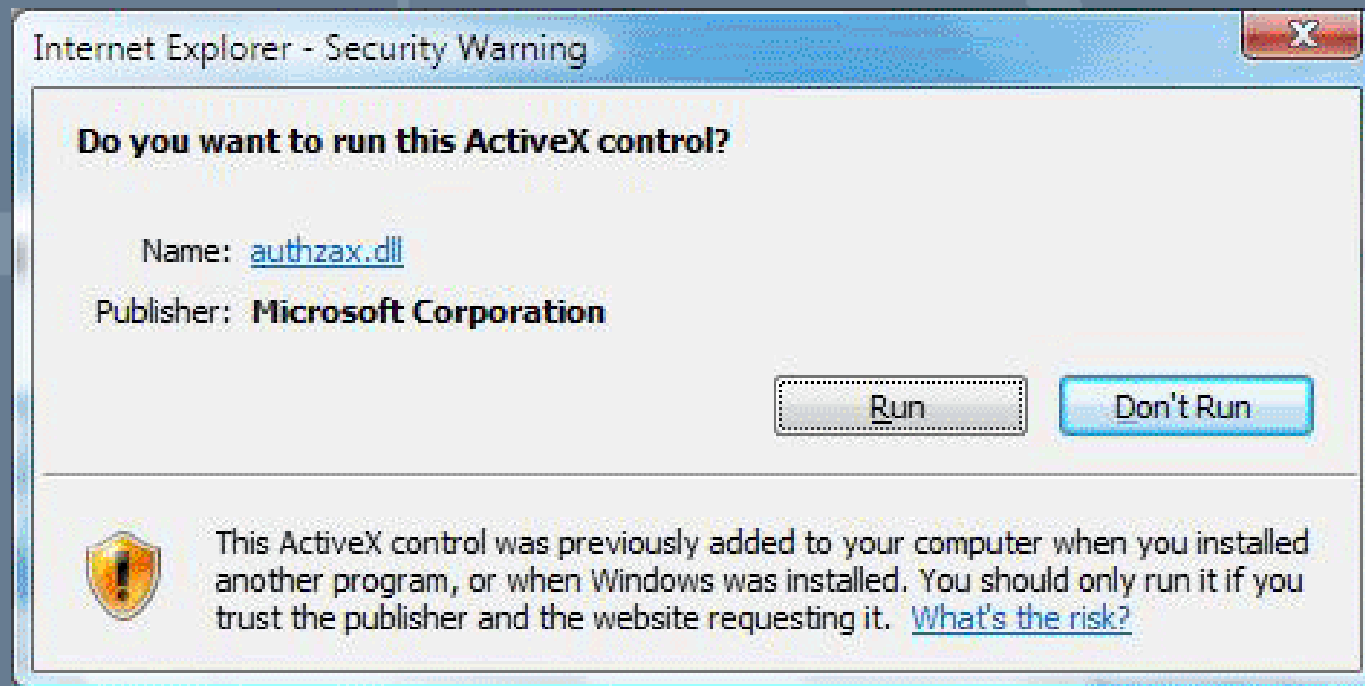 Internet Explorer - Security Warning
Do you want to run this ActiveX control?
Name: authzax.dll
Publisher: Microsoft Corporation
Run Don't Run
This ActiveX control was previously added to your computer when you installed
another program, or when Windows was installed. You should only run it if you
trust the publisher and the website requesting it. What's the risk?